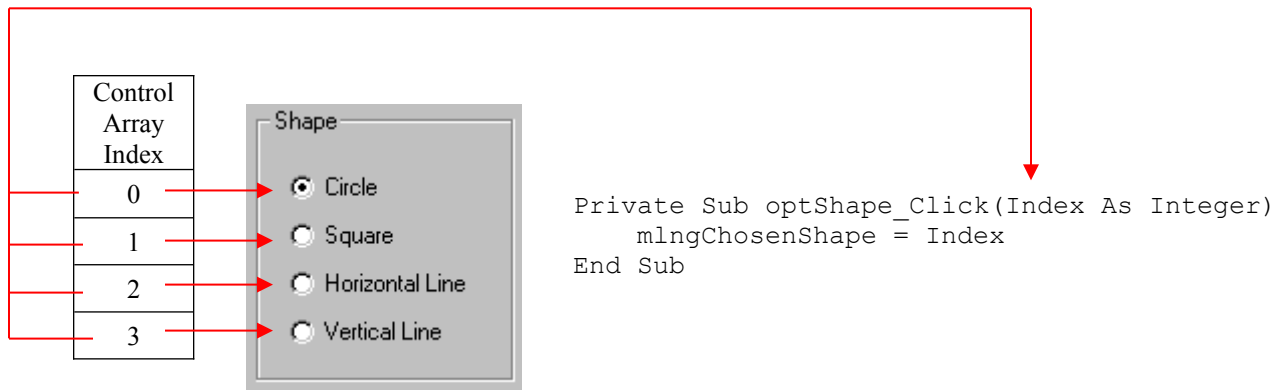 Control
Array
Index
0
1
2
3
Shape
Circle
Square
Horizontal Line
Vertical Line
Private Sub optShape_Click(Index As Integer)
    mlngChosenShape = Index
End Sub